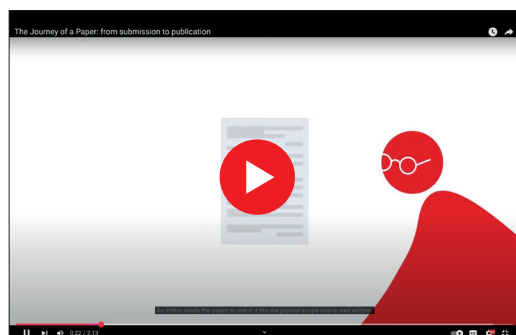 The Journey of a Paper: from submission to publication
An Editor reads the paper to see if it fits the journal scope and is well written
0:22 / 2:13